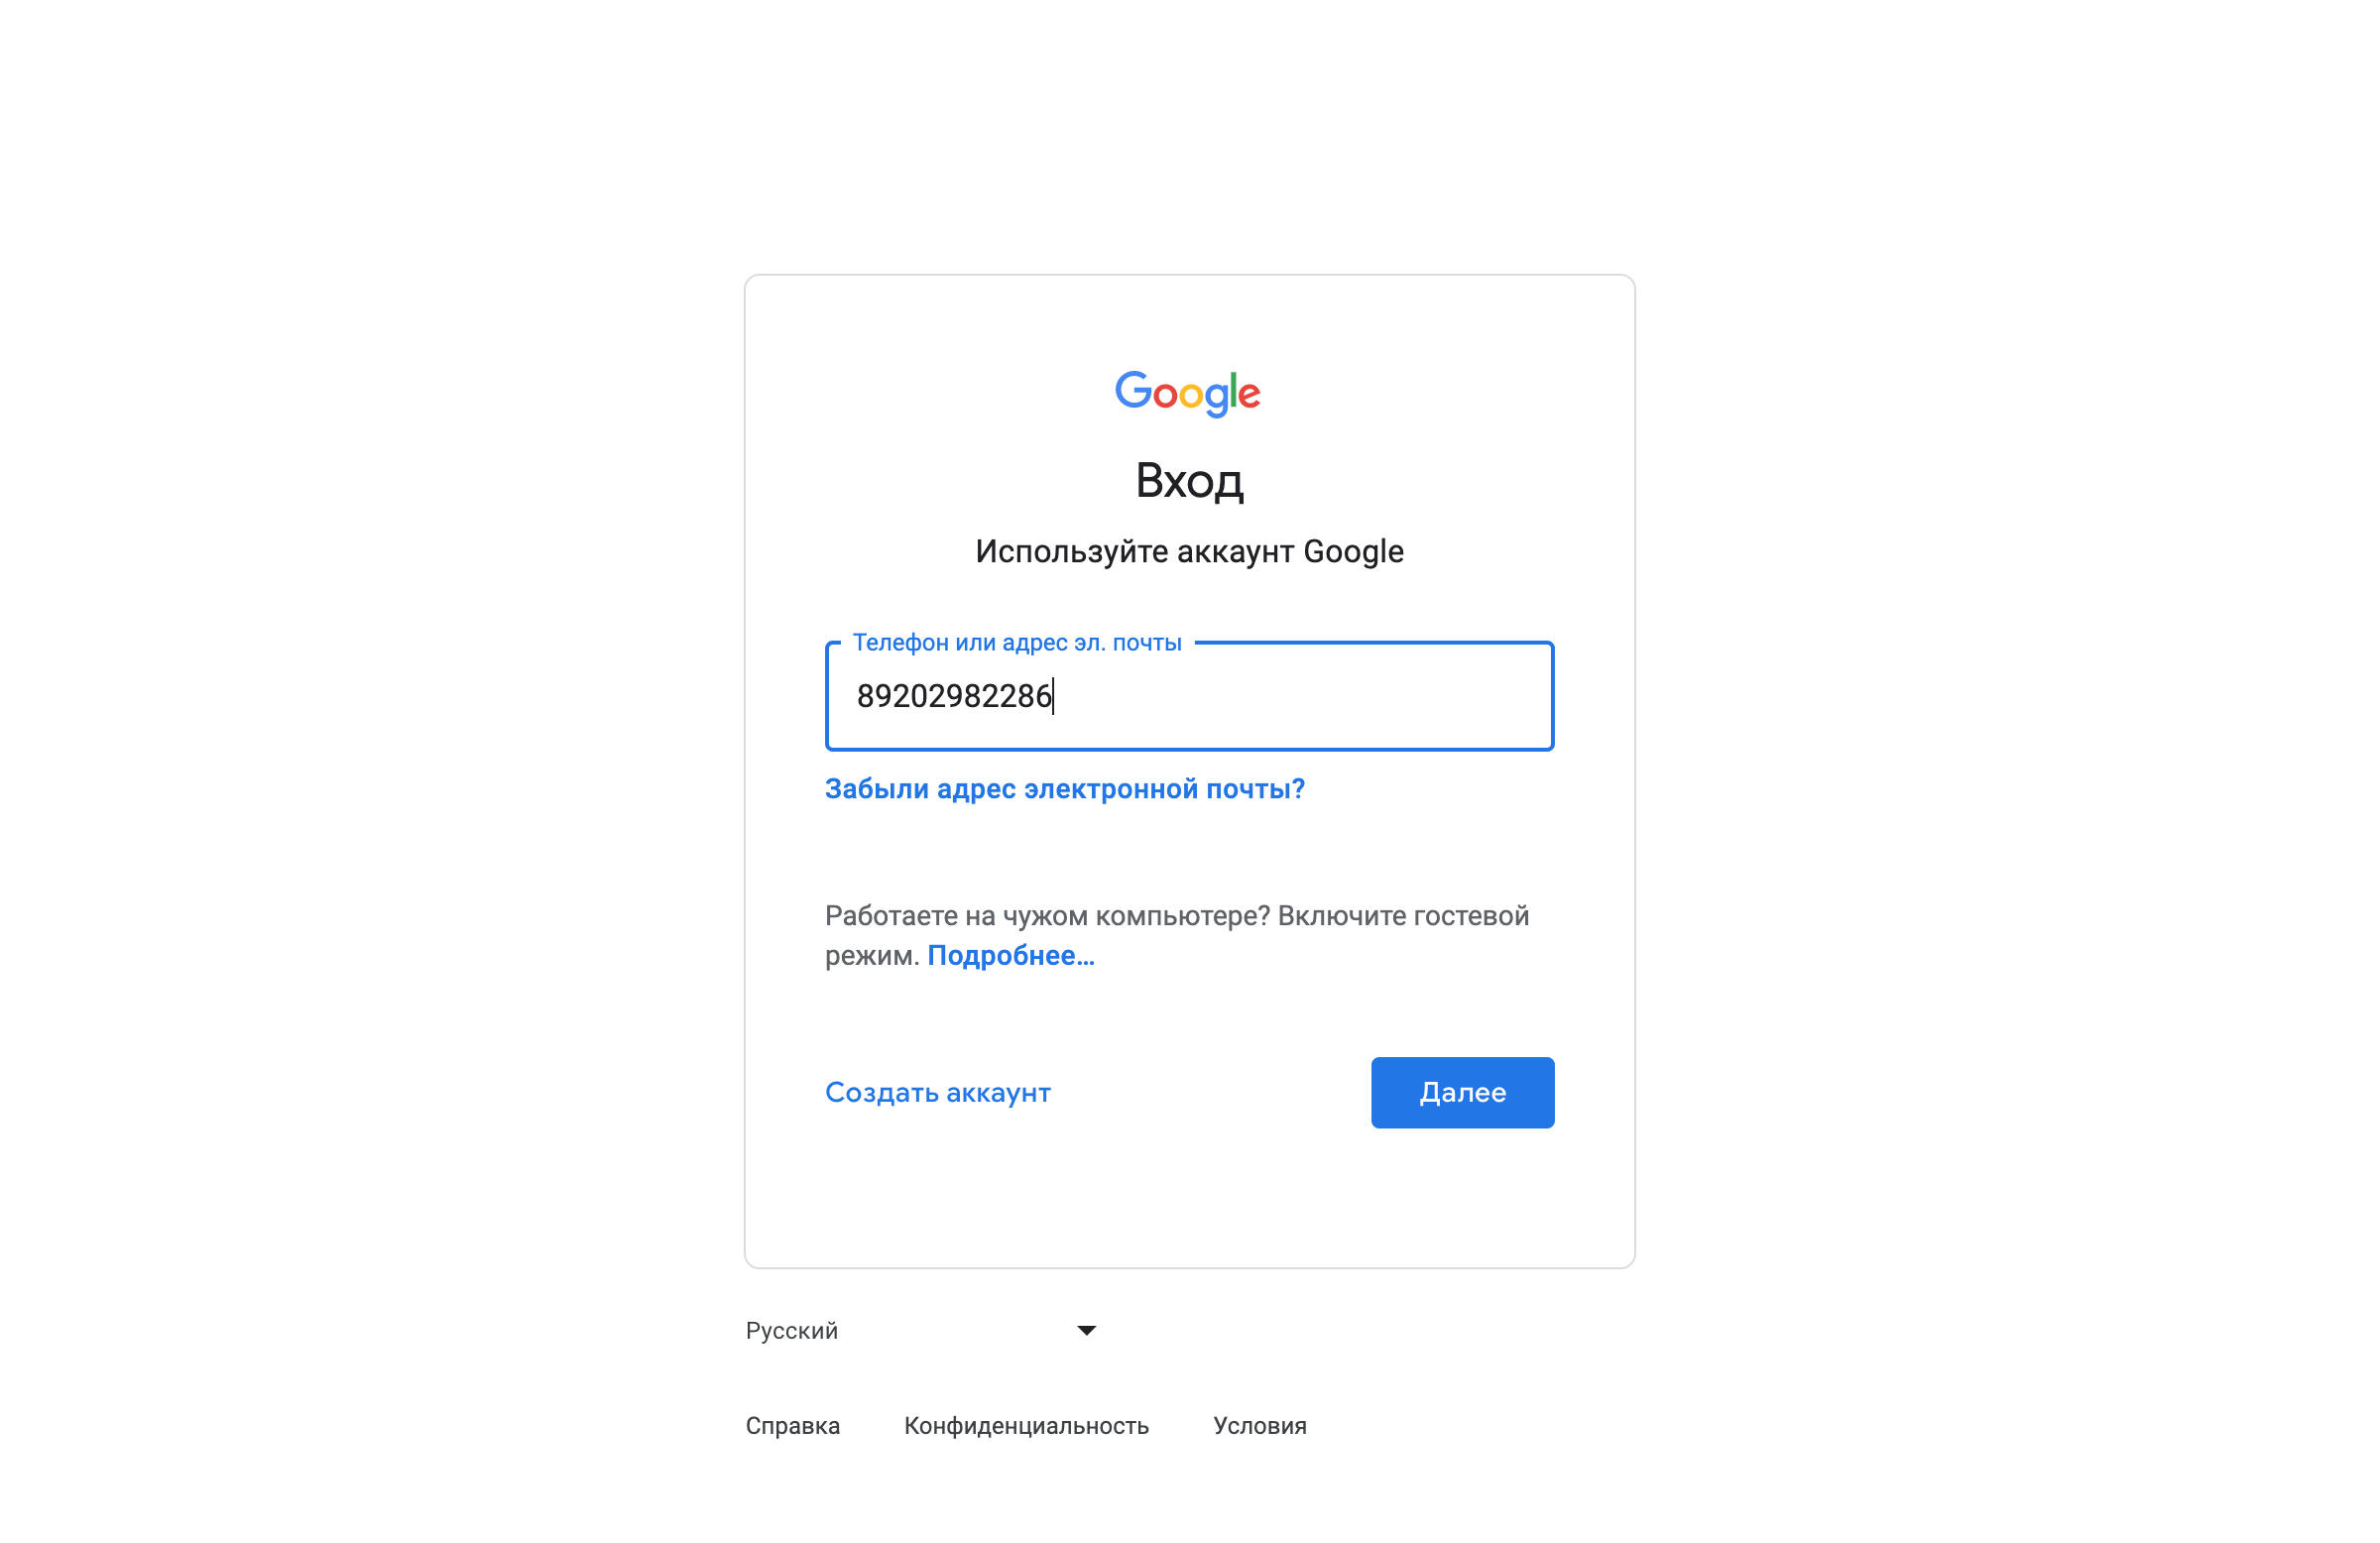 Google
Вход
Используйте аккаунт Google
Телефон или адрес эл. почты
89202982286
Забыли адрес электронной почты?
Работаете на чужом компьютере? Включите гостевой
режим. Подробнее...
Создать аккаунт
Далее
Русский
Справка
Конфиденциальность
Условия